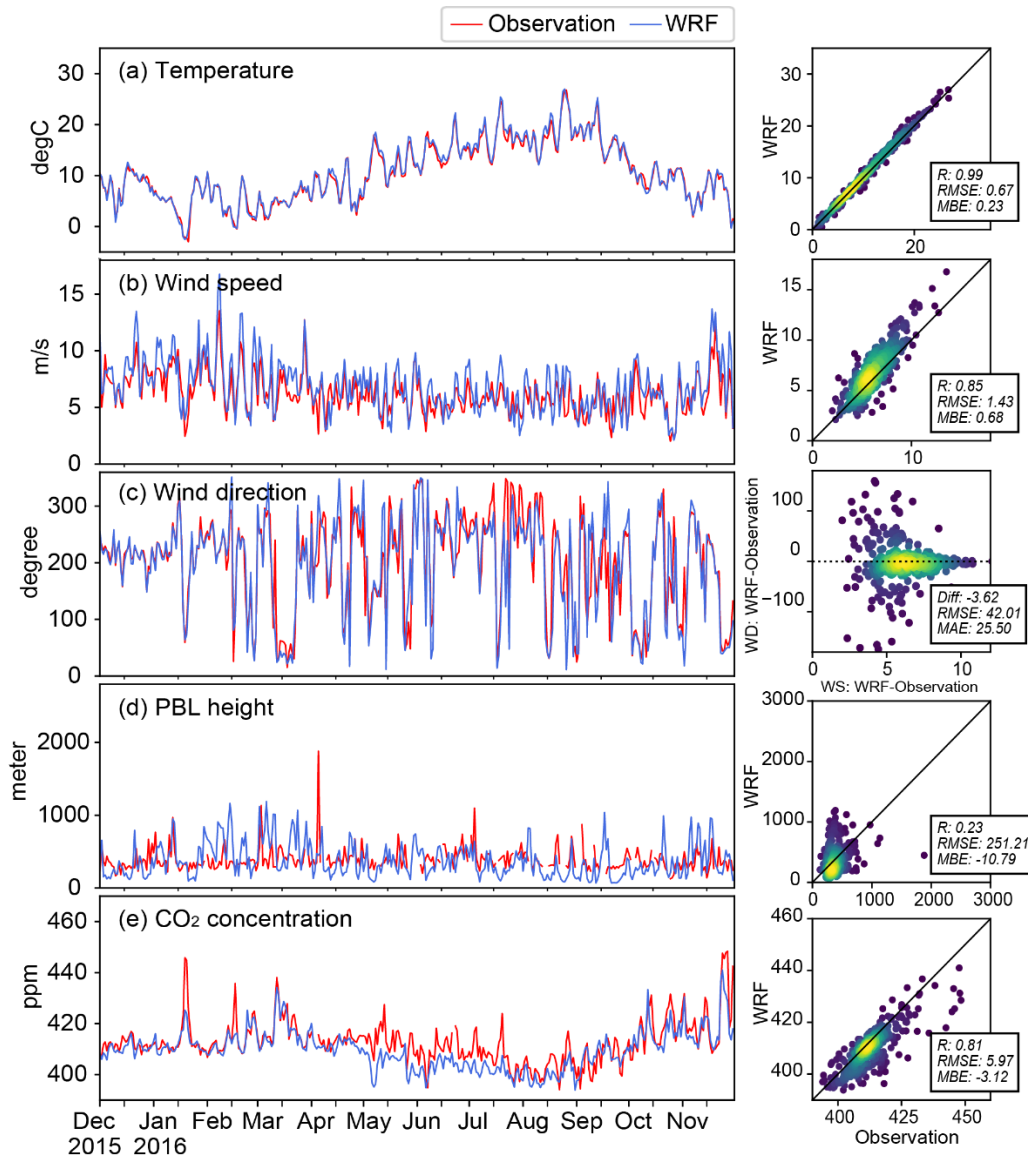 Observation WRF
(a) Temperature
degC
30
20
10
0
WRF
30
20
10
0
0
20
R: 0.99
RMSE: 0.67
MBE: 0.23
(b) Wind speed
m/s
15
10
5
0
WRF
15
10
5
0
0
10
R: 0.85
RMSE: 1.43
MBE: 0.68
(c) Wind direction
degree
300
200
100
0
WD: WRF-Observation
100
0
−100
0
5
10
WS: WRF-Observation
Diff: -3.62
RMSE: 42.01
MAE: 25.50
(d) PBL height
meter
2000
1000
0
WRF
3000
2000
1000
0
0
1000
2000
3000
R: 0.23
RMSE: 251.21
MBE: -10.79
(e) CO₂ concentration
ppm
460
440
420
400
Dec Jan Feb Mar Apr May Jun Jul Aug Sep Oct Nov
2015 2016
WRF
460
440
420
400
400
425
450
Observation
R: 0.81
RMSE: 5.97
MBE: -3.12